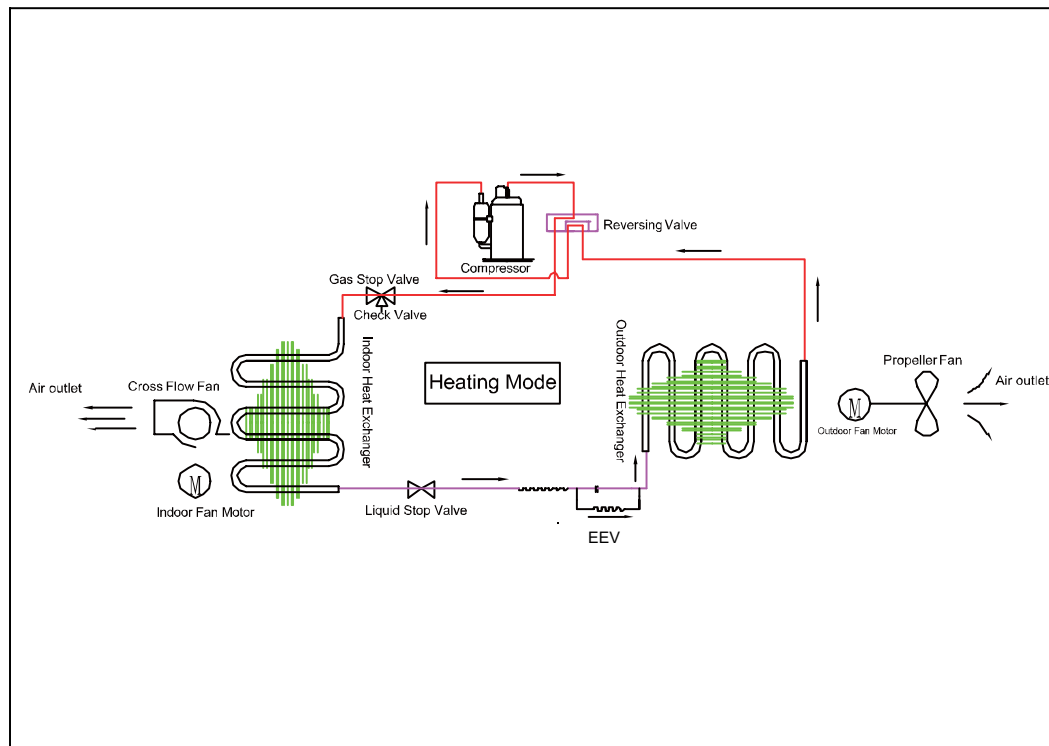 Reversing Valve
Compressor
Gas Stop Valve
Check Valve
Indoor Heat Exchanger
Outdoor Heat Exchanger
Heating Mode
Propeller Fan
Air outlet
Cross Flow Fan
Air outlet
M
Outdoor Fan Motor
M
Indoor Fan Motor
Liquid Stop Valve
EEV